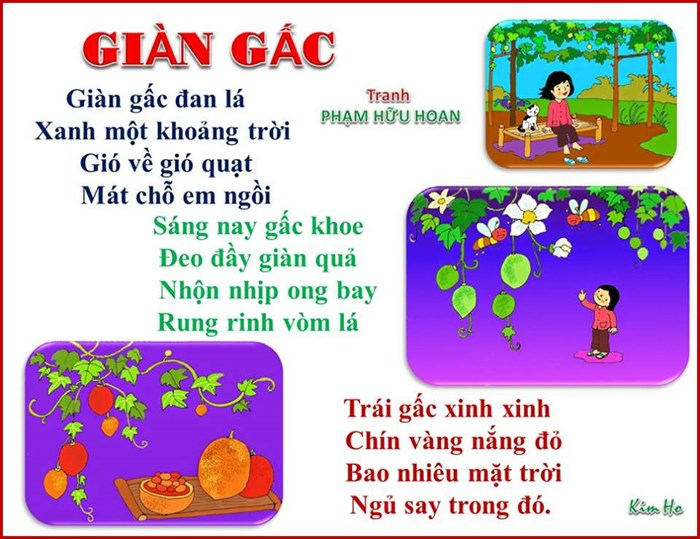 GIÀN GẤC
Giàn gấc đan lá
Xanh một khoảng trời
Gió về gió quạt
Mát chỗ em ngồi
Tranh
PHẠM HỮU HOAN
Sáng nay gấc khoe
Đeo đầy giàn quả
Nhộn nhịp ong bay
Rung rinh vòm lá
Trái gấc xinh xinh
Chín vàng nắng đỏ
Bao nhiêu mặt trời
Ngủ say trong đó.
Kim Ho